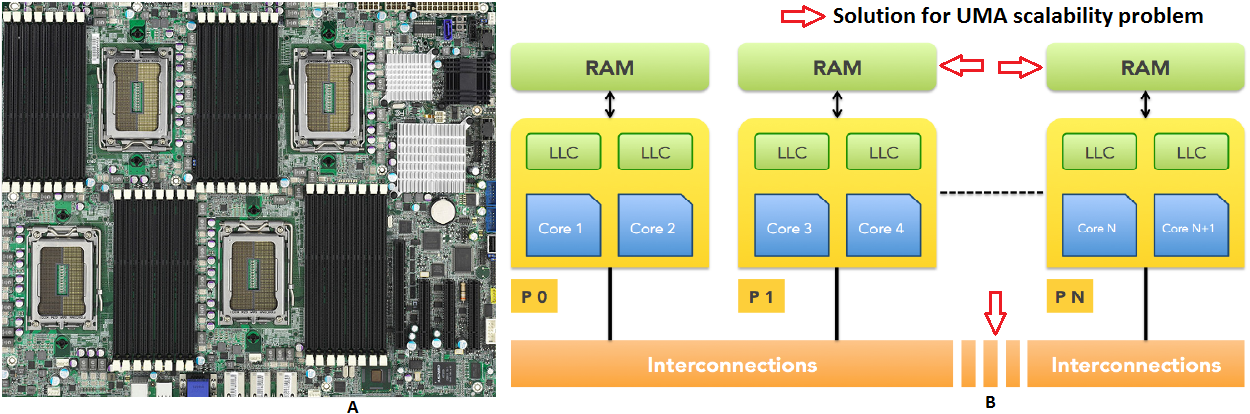 Solution for UMA scalability problem
RAM
RAM
RAM
LLC
LLC
LLC
LLC
LLC
LLC
Core 1
Core 2
Core 3
Core 4
Core N
Core N+1
P 0
P 1
P N
Interconnections
Interconnections
A
B